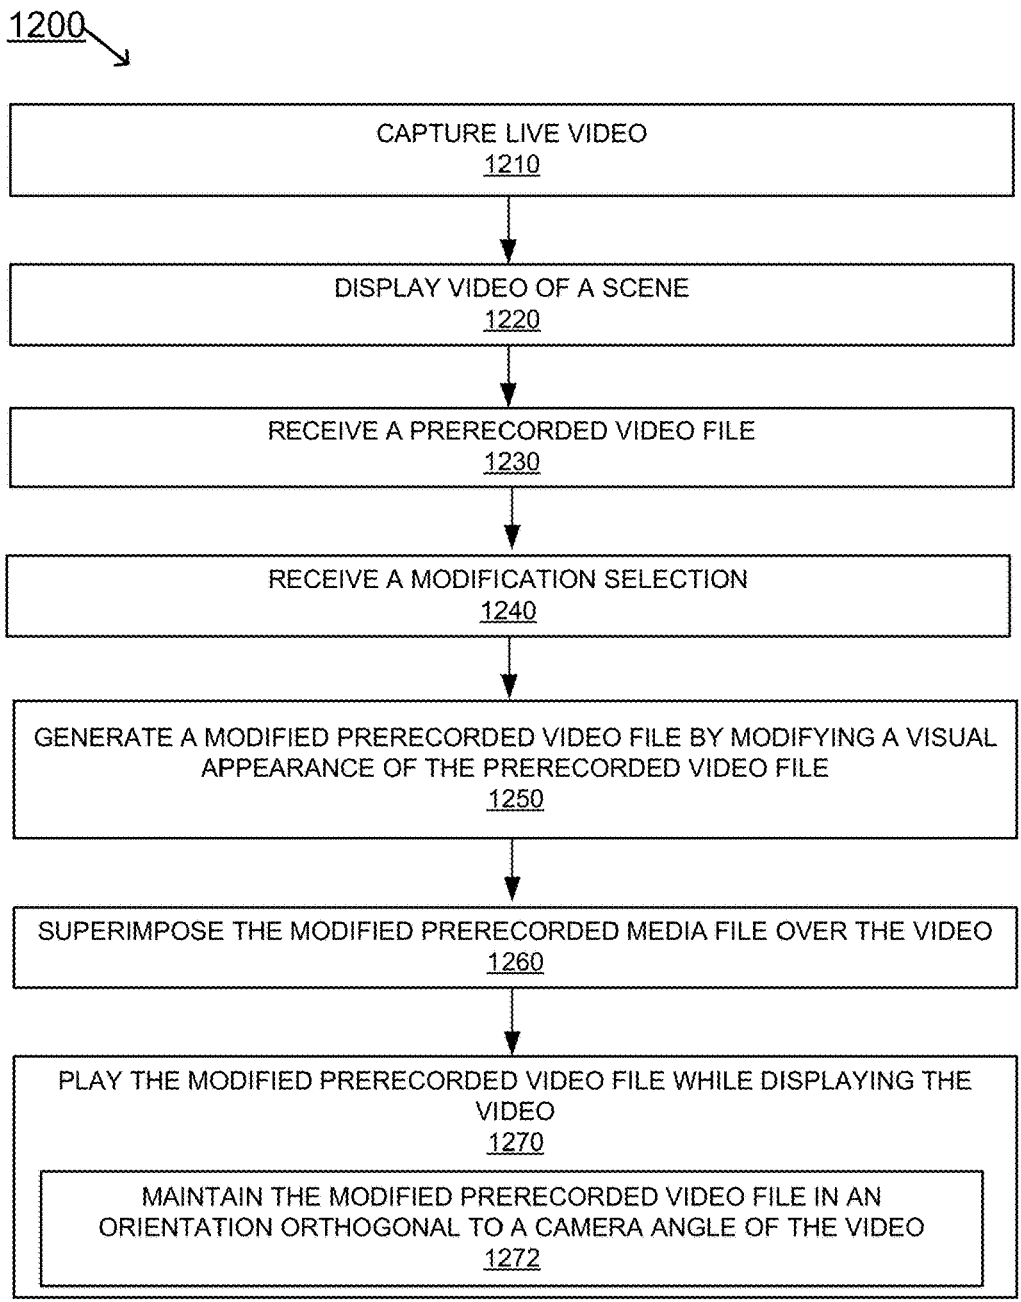 1200
CAPTURE LIVE VIDEO
1210
DISPLAY VIDEO OF A SCENE
1220
RECEIVE A PRERECORDED VIDEO FILE
1230
RECEIVE A MODIFICATION SELECTION
1240
GENERATE A MODIFIED PRERECORDED VIDEO FILE BY MODIFYING A VISUAL
APPEARANCE OF THE PRERECORDED VIDEO FILE
1250
SUPERIMPOSE THE MODIFIED PRERECORDED MEDIA FILE OVER THE VIDEO
1260
PLAY THE MODIFIED PRERECORDED VIDEO FILE WHILE DISPLAYING THE
VIDEO
1270
MAINTAIN THE MODIFIED PRERECORDED VIDEO FILE IN AN
ORIENTATION ORTHOGONAL TO A CAMERA ANGLE OF THE VIDEO
1272